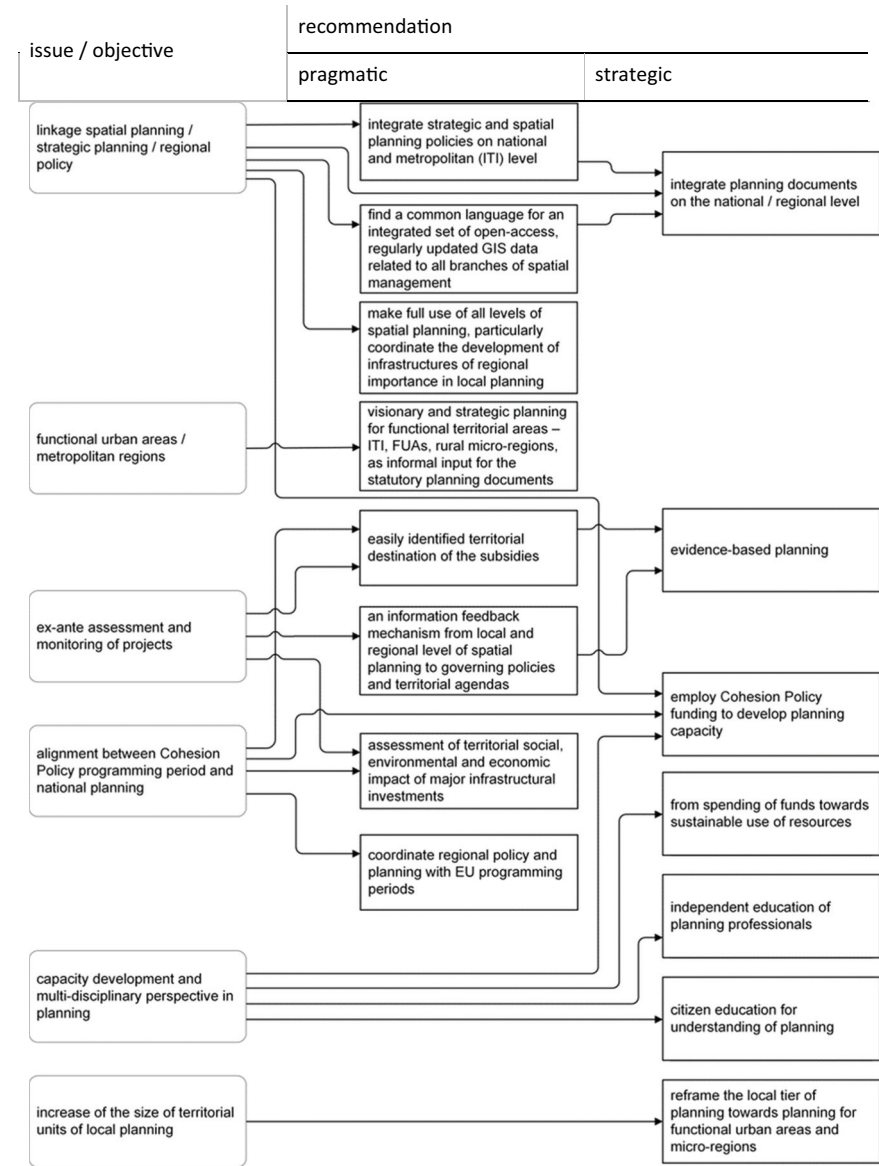 issue / objective
recommendation
pragmatic
strategic
linkage spatial planning /
strategic planning / regional
policy
integrate strategic and spatial
planning policies on national
and metropolitan (ITI) level
integrate planning documents
on the national / regional level
find a common language for an
integrated set of open-access,
regularly updated GIS data
related to all branches of spatial
management
make full use of all levels of
spatial planning, particularly
coordinate the development of
infrastructures of regional
importance in local planning
functional urban areas /
metropolitan regions
visionary and strategic planning
for functional territorial areas –
ITI, FUAs, rural micro-regions,
as informal input for the
statutory planning documents
easily identified territorial
destination of the subsidies
evidence-based planning
ex-ante assessment and
monitoring of projects
an information feedback
mechanism from local and
regional level of spatial
planning to governing policies
and territorial agendas
employ Cohesion Policy
funding to develop planning
capacity
alignment between Cohesion
Policy programming period and
national planning
assessment of territorial social,
environmental and economic
impact of major infrastructural
investments
from spending of funds towards
sustainable use of resources
coordinate regional policy and
planning with EU programming
periods
independent education of
planning professionals
capacity development and
multi-disciplinary perspective in
planning
citizen education for
understanding of planning
increase of the size of territorial
units of local planning
reframe the local tier of
planning towards planning for
functional urban areas and
micro-regions